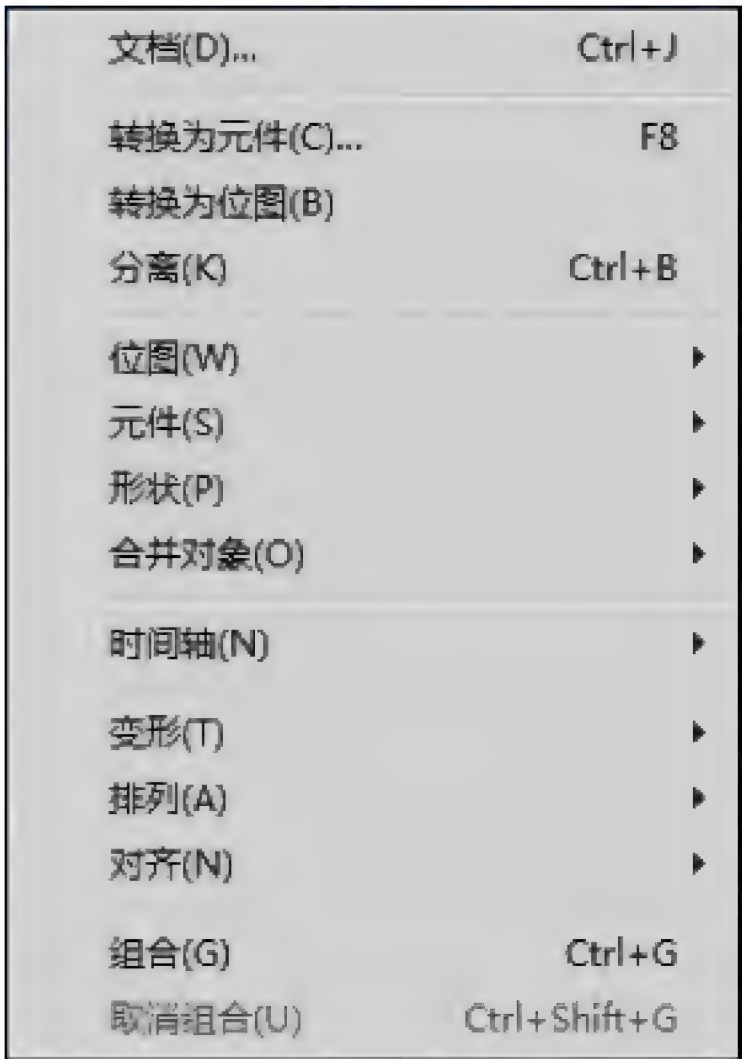 文档(D)... Ctrl+J
转换为元件(C)... F8
转换为位图(B)
分离(K) Ctrl+B
位图(W)
元件(S)
形状(P)
合并对象(O)
时间轴(N)
变形(T)
排列(A)
对齐(N)
组合(G) Ctrl+G
取消组合(U) Ctrl+Shift+G